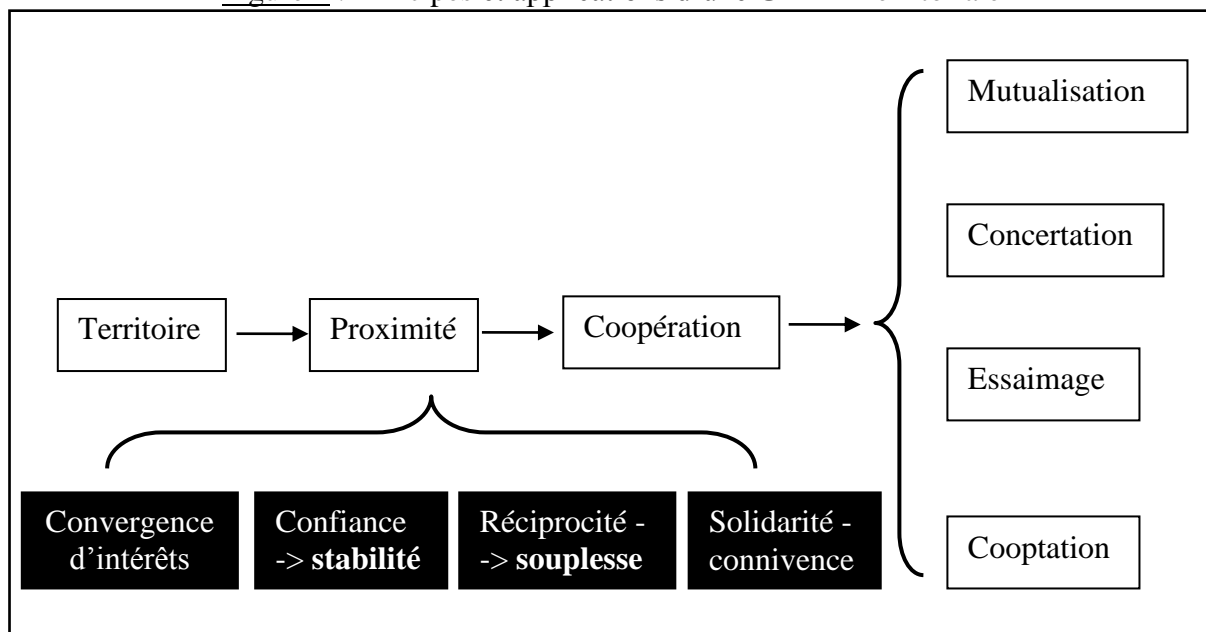 Territoire
Proximité
Coopération
Mutualisation
Concertation
Essaimage
Cooptation
Convergence
d’intérêts
Confiance
-> stabilité
Réciprocité -
-> souplesse
Solidarité -
connivence